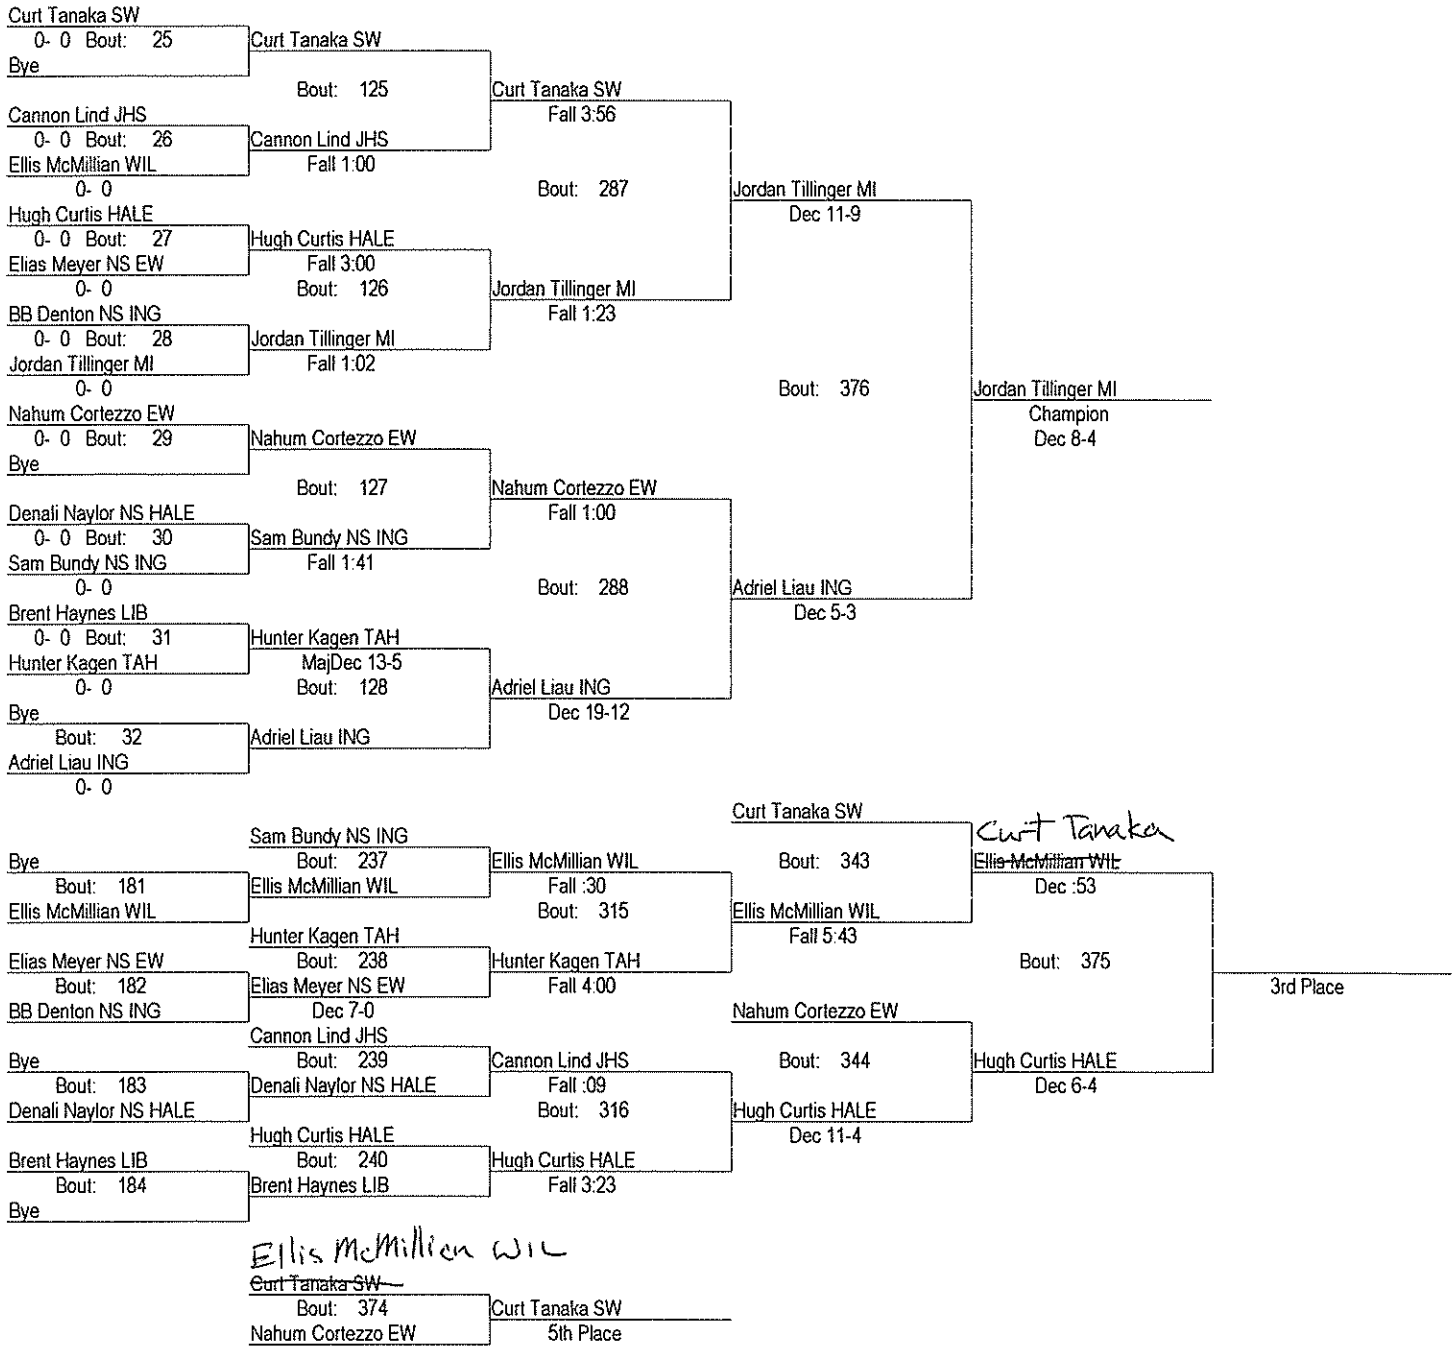 Curt Tanaka SW
0- 0 Bout: 25
Curt Tanaka SW
Bye
Bout: 125
Curt Tanaka SW
Cannon Lind JHS
Fall 3:56
0- 0 Bout: 26
Cannon Lind JHS
Ellis McMillian WIL
Fall 1:00
0- 0
Bout: 287
Jordan Tillinger MI
Hugh Curtis HALE
Dec 11-9
0- 0 Bout: 27
Hugh Curtis HALE
Elias Meyer NS EW
Fall 3:00
0- 0
Bout: 126
Jordan Tillinger MI
BB Denton NS ING
Fall 1:23
0- 0 Bout: 28
Jordan Tillinger MI
Jordan Tillinger MI
Fall 1:02
0- 0
Bout: 376
Jordan Tillinger MI
Nahum Cortezzo EW
Champion
0- 0 Bout: 29
Nahum Cortezzo EW
Dec 8-4
Bye
Bout: 127
Nahum Cortezzo EW
Denali Naylor NS HALE
Fall 1:00
0- 0 Bout: 30
Sam Bundy NS ING
Sam Bundy NS ING
Fall 1:41
0- 0
Bout: 288
Adriel Liau ING
Brent Haynes LIB
Dec 5-3
0- 0 Bout: 31
Hunter Kagen TAH
Hunter Kagen TAH
MajDec 13-5
0- 0
Bout: 128
Adriel Liau ING
Bye
Dec 19-12
Bout: 32
Adriel Liau ING
Adriel Liau ING
0- 0
Curt Tanaka SW
Curt Tanaka
Sam Bundy NS ING
Bye
Bout: 237
Ellis McMillian WIL
Bout: 343
Ellis McMillian WIL
Bout: 181
Ellis McMillian WIL
Fall :30
Dec :53
Ellis McMillian WIL
Bout: 315
Ellis McMillian WIL
Hunter Kagen TAH
Fall 5:43
Elias Meyer NS EW
Bout: 238
Hunter Kagen TAH
Bout: 375
Bout: 182
Elias Meyer NS EW
Fall 4:00
3rd Place
BB Denton NS ING
Dec 7-0
Nahum Cortezzo EW
Cannon Lind JHS
Bye
Bout: 239
Cannon Lind JHS
Bout: 344
Hugh Curtis HALE
Bout: 183
Denali Naylor NS HALE
Fall :09
Dec 6-4
Denali Naylor NS HALE
Bout: 316
Hugh Curtis HALE
Hugh Curtis HALE
Dec 11-4
Brent Haynes LIB
Bout: 240
Hugh Curtis HALE
Bout: 184
Brent Haynes LIB
Fall 3:23
Bye
Ellis McMillien WIL
Curt Tanaka SW
Bout: 374
Curt Tanaka SW
Nahum Cortezzo EW
5th Place